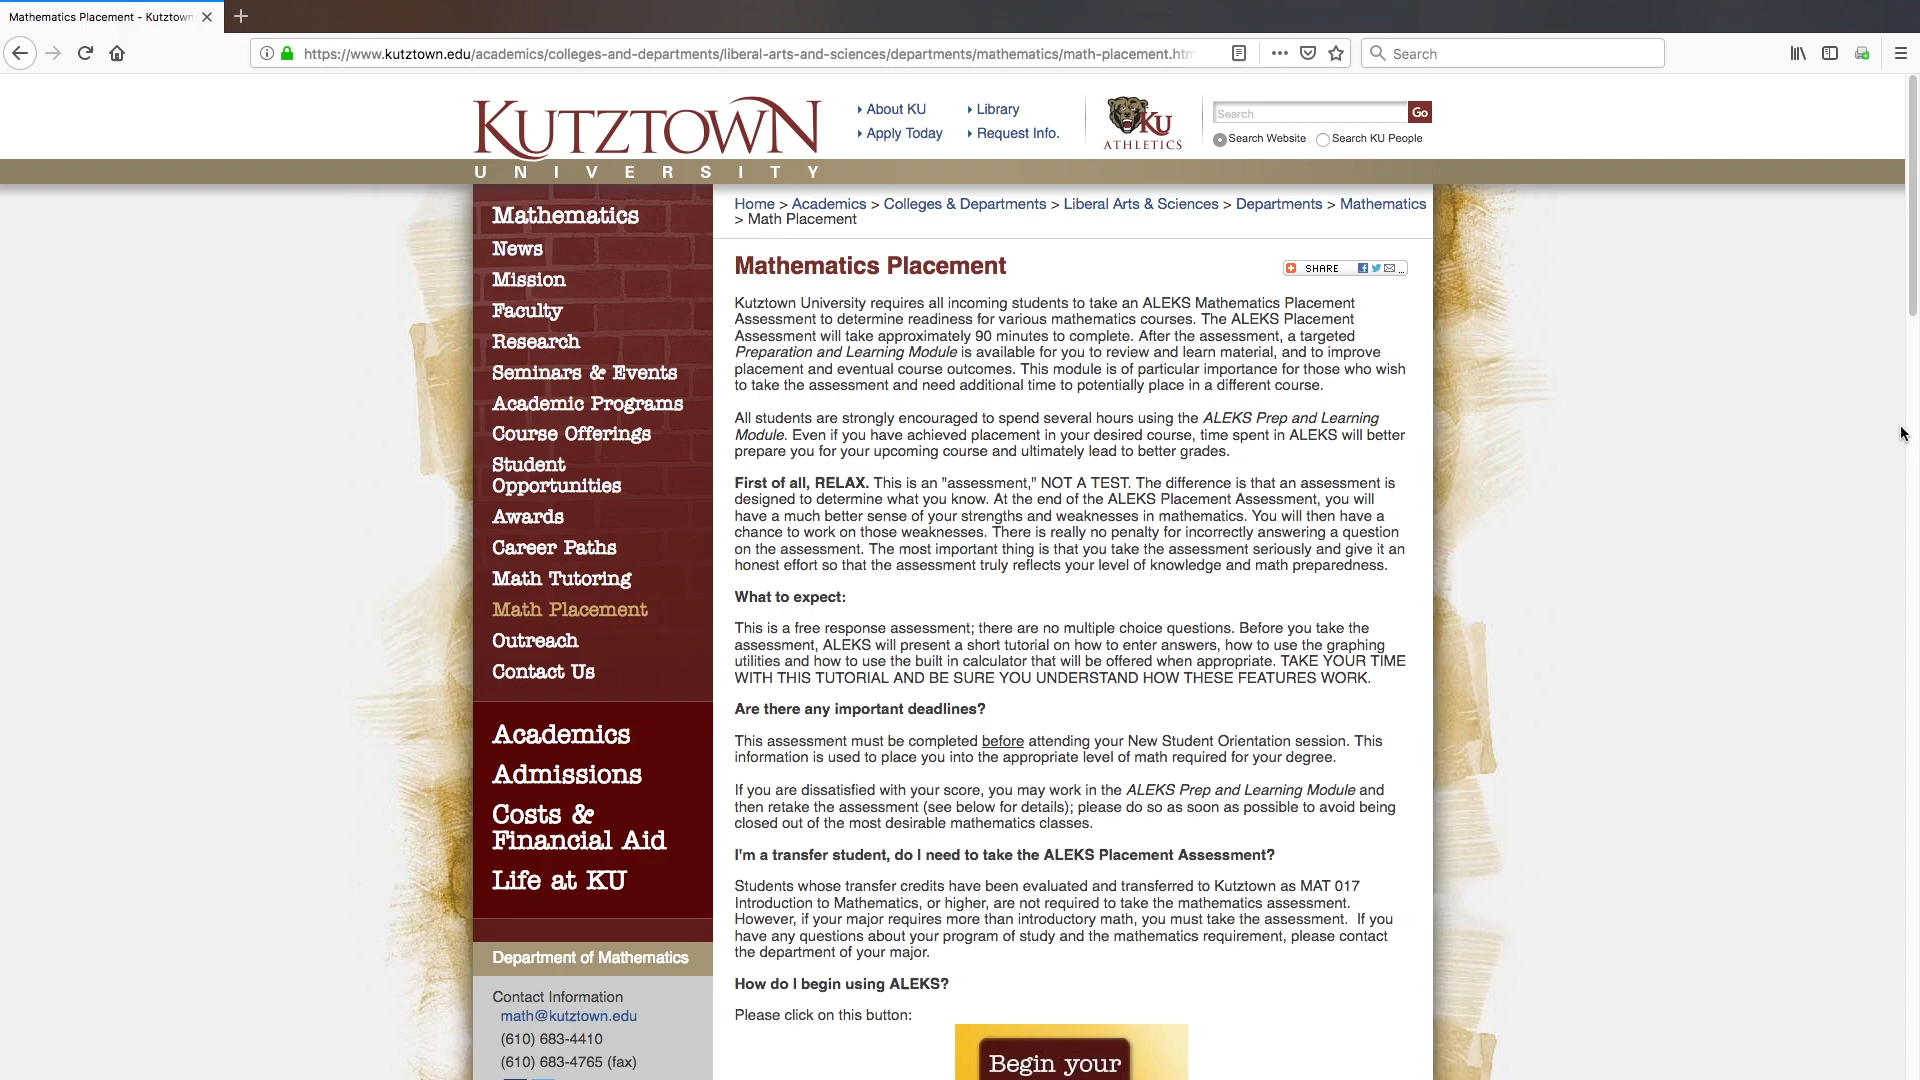 Mathematics Placement - Kutztown
https://www.kutztown.edu/academics/colleges-and-departments/liberal-arts-and-sciences/departments/mathematics/math-placement.htm
Search
KUTZTOWN
UNIVERSITY
About KU
Library
Apply Today
Request Info.
KU
ATHLETICS
Search
Go
Search Website
Search KU People
Mathematics
News
Mission
Faculty
Research
Seminars & Events
Academic Programs
Course Offerings
Student
Opportunities
Awards
Career Paths
Math Tutoring
Math Placement
Outreach
Contact Us
Academics
Admissions
Costs &
Financial Aid
Life at KU
Department of Mathematics
Contact Information
math@kutztown.edu
(610) 683-4410
(610) 683-4765 (fax)
Home > Academics > Colleges & Departments > Liberal Arts & Sciences > Departments > Mathematics
> Math Placement
Mathematics Placement
SHARE
Kutztown University requires all incoming students to take an ALEKS Mathematics Placement
Assessment to determine readiness for various mathematics courses. The ALEKS Placement
Assessment will take approximately 90 minutes to complete. After the assessment, a targeted
Preparation and Learning Module is available for you to review and learn material, and to improve
placement and eventual course outcomes. This module is of particular importance for those who wish
to take the assessment and need additional time to potentially place in a different course.
All students are strongly encouraged to spend several hours using the ALEKS Prep and Learning
Module. Even if you have achieved placement in your desired course, time spent in ALEKS will better
prepare you for your upcoming course and ultimately lead to better grades.
First of all, RELAX. This is an "assessment," NOT A TEST. The difference is that an assessment is
designed to determine what you know. At the end of the ALEKS Placement Assessment, you will
have a much better sense of your strengths and weaknesses in mathematics. You will then have a
chance to work on those weaknesses. There is really no penalty for incorrectly answering a question
on the assessment. The most important thing is that you take the assessment seriously and give it an
honest effort so that the assessment truly reflects your level of knowledge and math preparedness.
What to expect:
This is a free response assessment; there are no multiple choice questions. Before you take the
assessment, ALEKS will present a short tutorial on how to enter answers, how to use the graphing
utilities and how to use the built in calculator that will be offered when appropriate. TAKE YOUR TIME
WITH THIS TUTORIAL AND BE SURE YOU UNDERSTAND HOW THESE FEATURES WORK.
Are there any important deadlines?
This assessment must be completed before attending your New Student Orientation session. This
information is used to place you into the appropriate level of math required for your degree.
If you are dissatisfied with your score, you may work in the ALEKS Prep and Learning Module and
then retake the assessment (see below for details); please do so as soon as possible to avoid being
closed out of the most desirable mathematics classes.
I'm a transfer student, do I need to take the ALEKS Placement Assessment?
Students whose transfer credits have been evaluated and transferred to Kutztown as MAT 017
Introduction to Mathematics, or higher, are not required to take the mathematics assessment.
However, if your major requires more than introductory math, you must take the assessment. If you
have any questions about your program of study and the mathematics requirement, please contact
the department of your major.
How do I begin using ALEKS?
Please click on this button:
Begin your